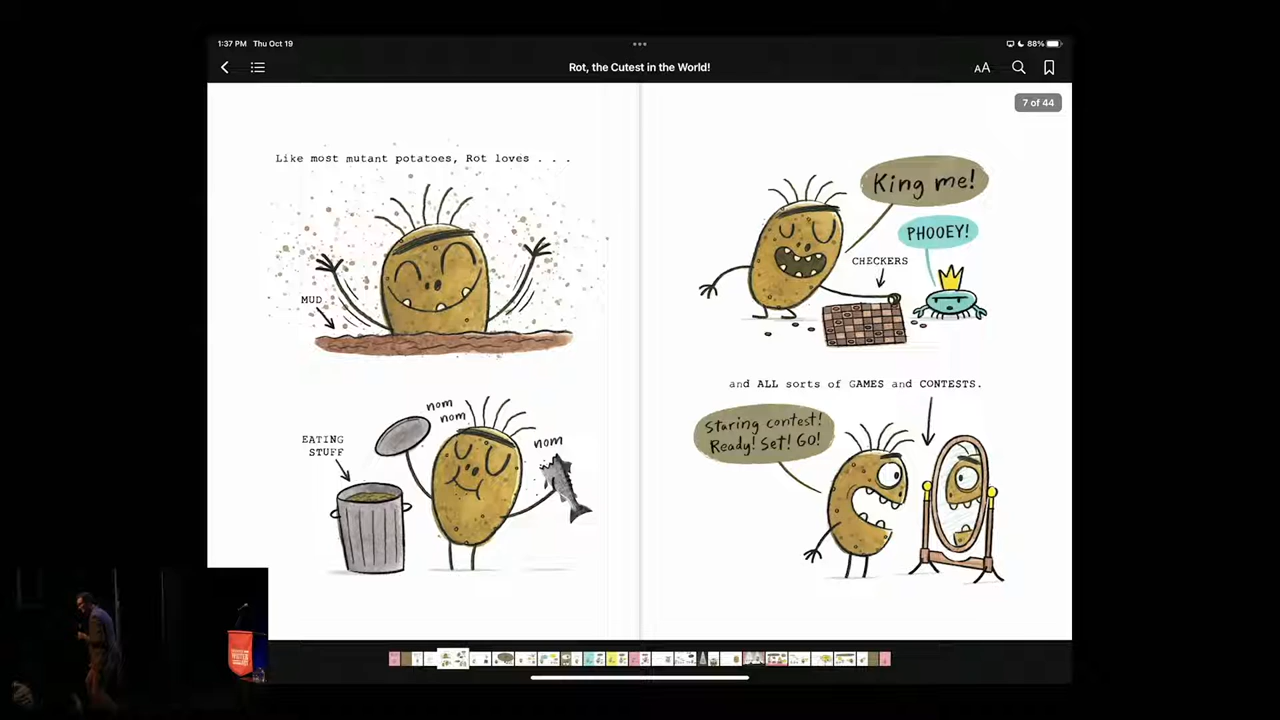 1:37 PM Thu Oct 19
88%
Rot, the Cutest in the World!
AA
7 of 44
Like most mutant potatoes, Rot loves . . .
MUD
nom
nom
nom
EATING
STUFF
King me!
PHOOEY!
CHECKERS
and ALL sorts of GAMES and CONTESTS.
Staring contest!
Ready! Set! GO!